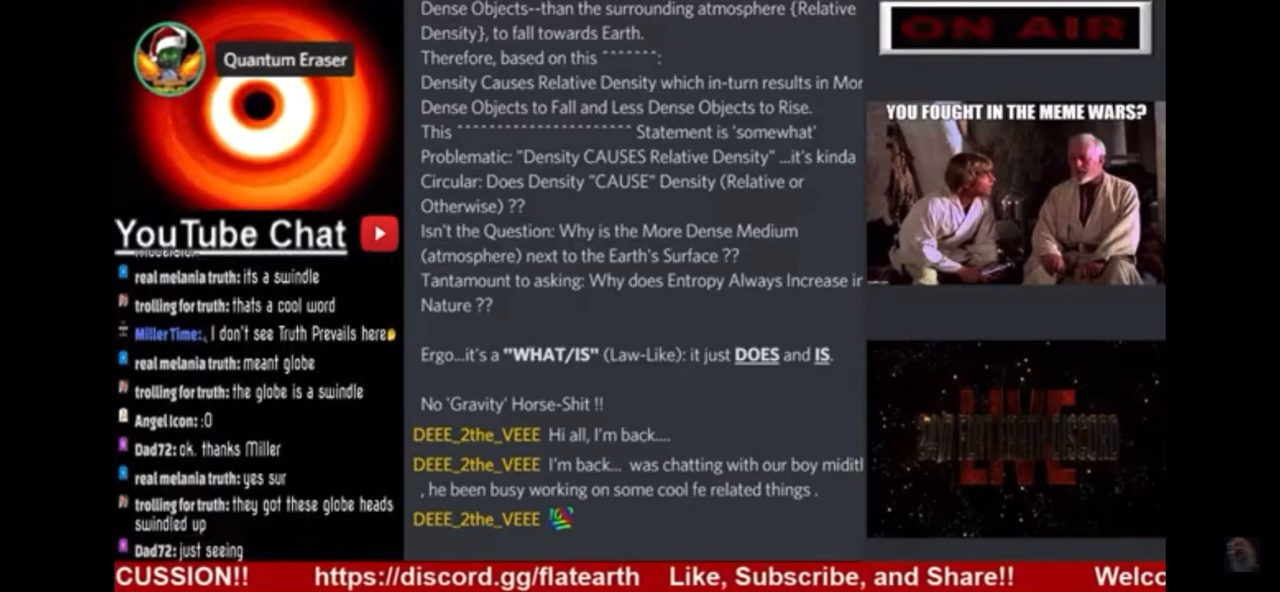 Quantum Eraser
YouTube Chat
real melania truth: its a swindle
trolling for truth: thats a cool word
MillerTime: I don't see Truth Prevails here
real melania truth: meant globe
trolling for truth: the globe is a swindle
Angel Icon: :O
Dad72: ok. thanks Miller
real melania truth: yes sur
trolling for truth: they got these globe heads
swindled up
Dad72: just seeing
Dense Objects--than the surrounding atmosphere {Relative
Density}, to fall towards Earth.
Therefore, based on this ^^^^^^^:
Density Causes Relative Density which in-turn results in Mor
Dense Objects to Fall and Less Dense Objects to Rise.
This ^^^^^^^^^^^^^^^^^^^^^^^ Statement is 'somewhat'
Problematic: "Density CAUSES Relative Density" ...it's kinda
Circular: Does Density "CAUSE" Density (Relative or
Otherwise) ??
Isn't the Question: Why is the More Dense Medium
(atmosphere) next to the Earth's Surface ??
Tantamount to asking: Why does Entropy Always Increase in
Nature ??
Ergo...it's a "WHAT/IS" (Law-Like): it just DOES and IS.
No 'Gravity' Horse-Shit !!
DEEE_2the_VEEE Hi all, I'm back....
DEEE_2the_VEEE I'm back... was chatting with our boy miditl
, he been busy working on some cool fe related things .
DEEE_2the_VEEE
ON AIR
YOU FOUGHT IN THE MEME WARS?
LIVE
24/7 FLAT EARTH DISCORD
CUSSION!! https://discord.gg/flatearth Like, Subscribe, and Share!! Welco